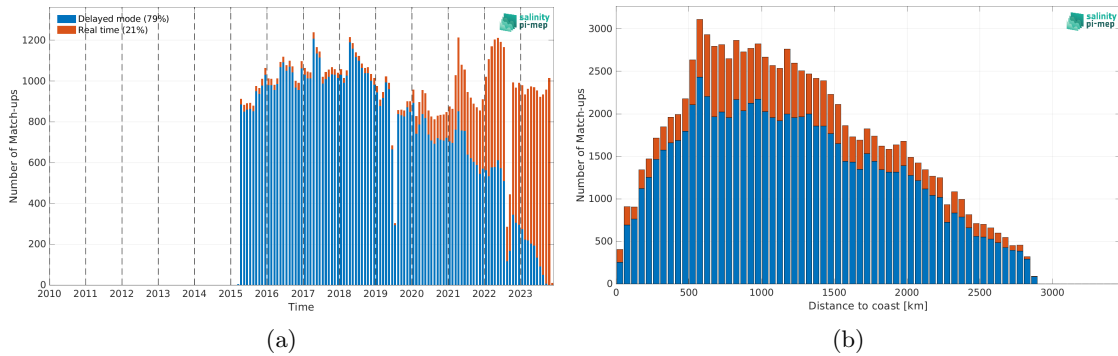 Delayed mode (79%)
Real time (21%)
salinity
pi-mep
Number of Match-ups
1200
1000
800
600
400
200
0
2010 2011 2012 2013 2014 2015 2016 2017 2018 2019 2020 2021 2022 2023
Time
(a)
salinity
pi-mep
Number of Match-ups
3000
2500
2000
1500
1000
500
0
0 500 1000 1500 2000 2500 3000
Distance to coast [km]
(b)